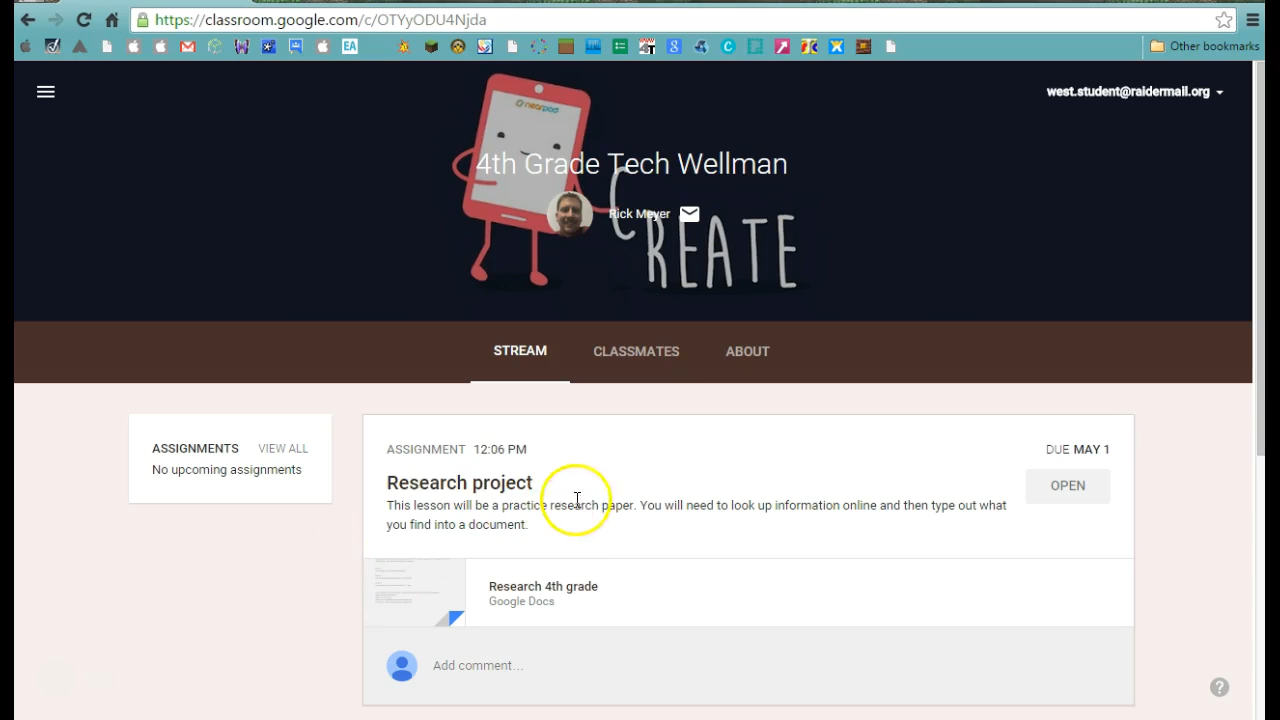 https://classroom.google.com/c/OTYyODU4Njda
EA
Other bookmarks
west.student@raidermail.org
nearpod
4th Grade Tech Wellman
Rick Meyer
CREATE
STREAM CLASSMATES ABOUT
ASSIGNMENTS VIEW ALL
No upcoming assignments
ASSIGNMENT 12:06 PM DUE MAY 1
Research project
OPEN
This lesson will be a practice research paper. You will need to look up information online and then type out what
you find into a document.
Research 4th grade
Google Docs
Add comment...